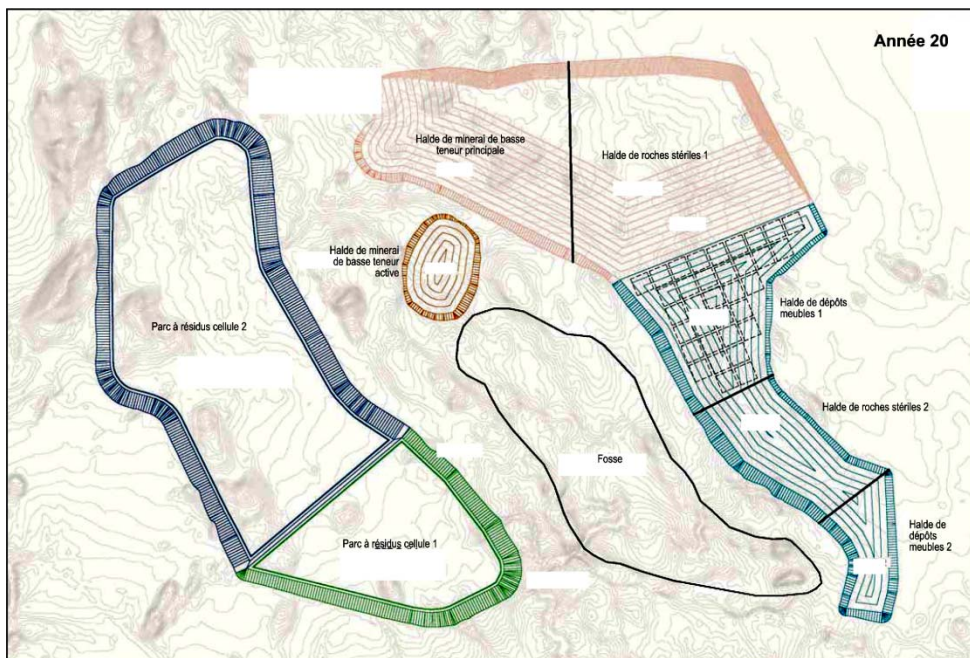 Année 20
Halde de minerai de basse
teneur principale
Halde de roches stériles 1
Halde de minerai
de basse teneur
active
Halde de dépôts
meubles 1
Parc à résidus cellule 2
Halde de roches stériles 2
Fosse
Halde de
dépôts
meubles 2
Parc à résidus cellule 1